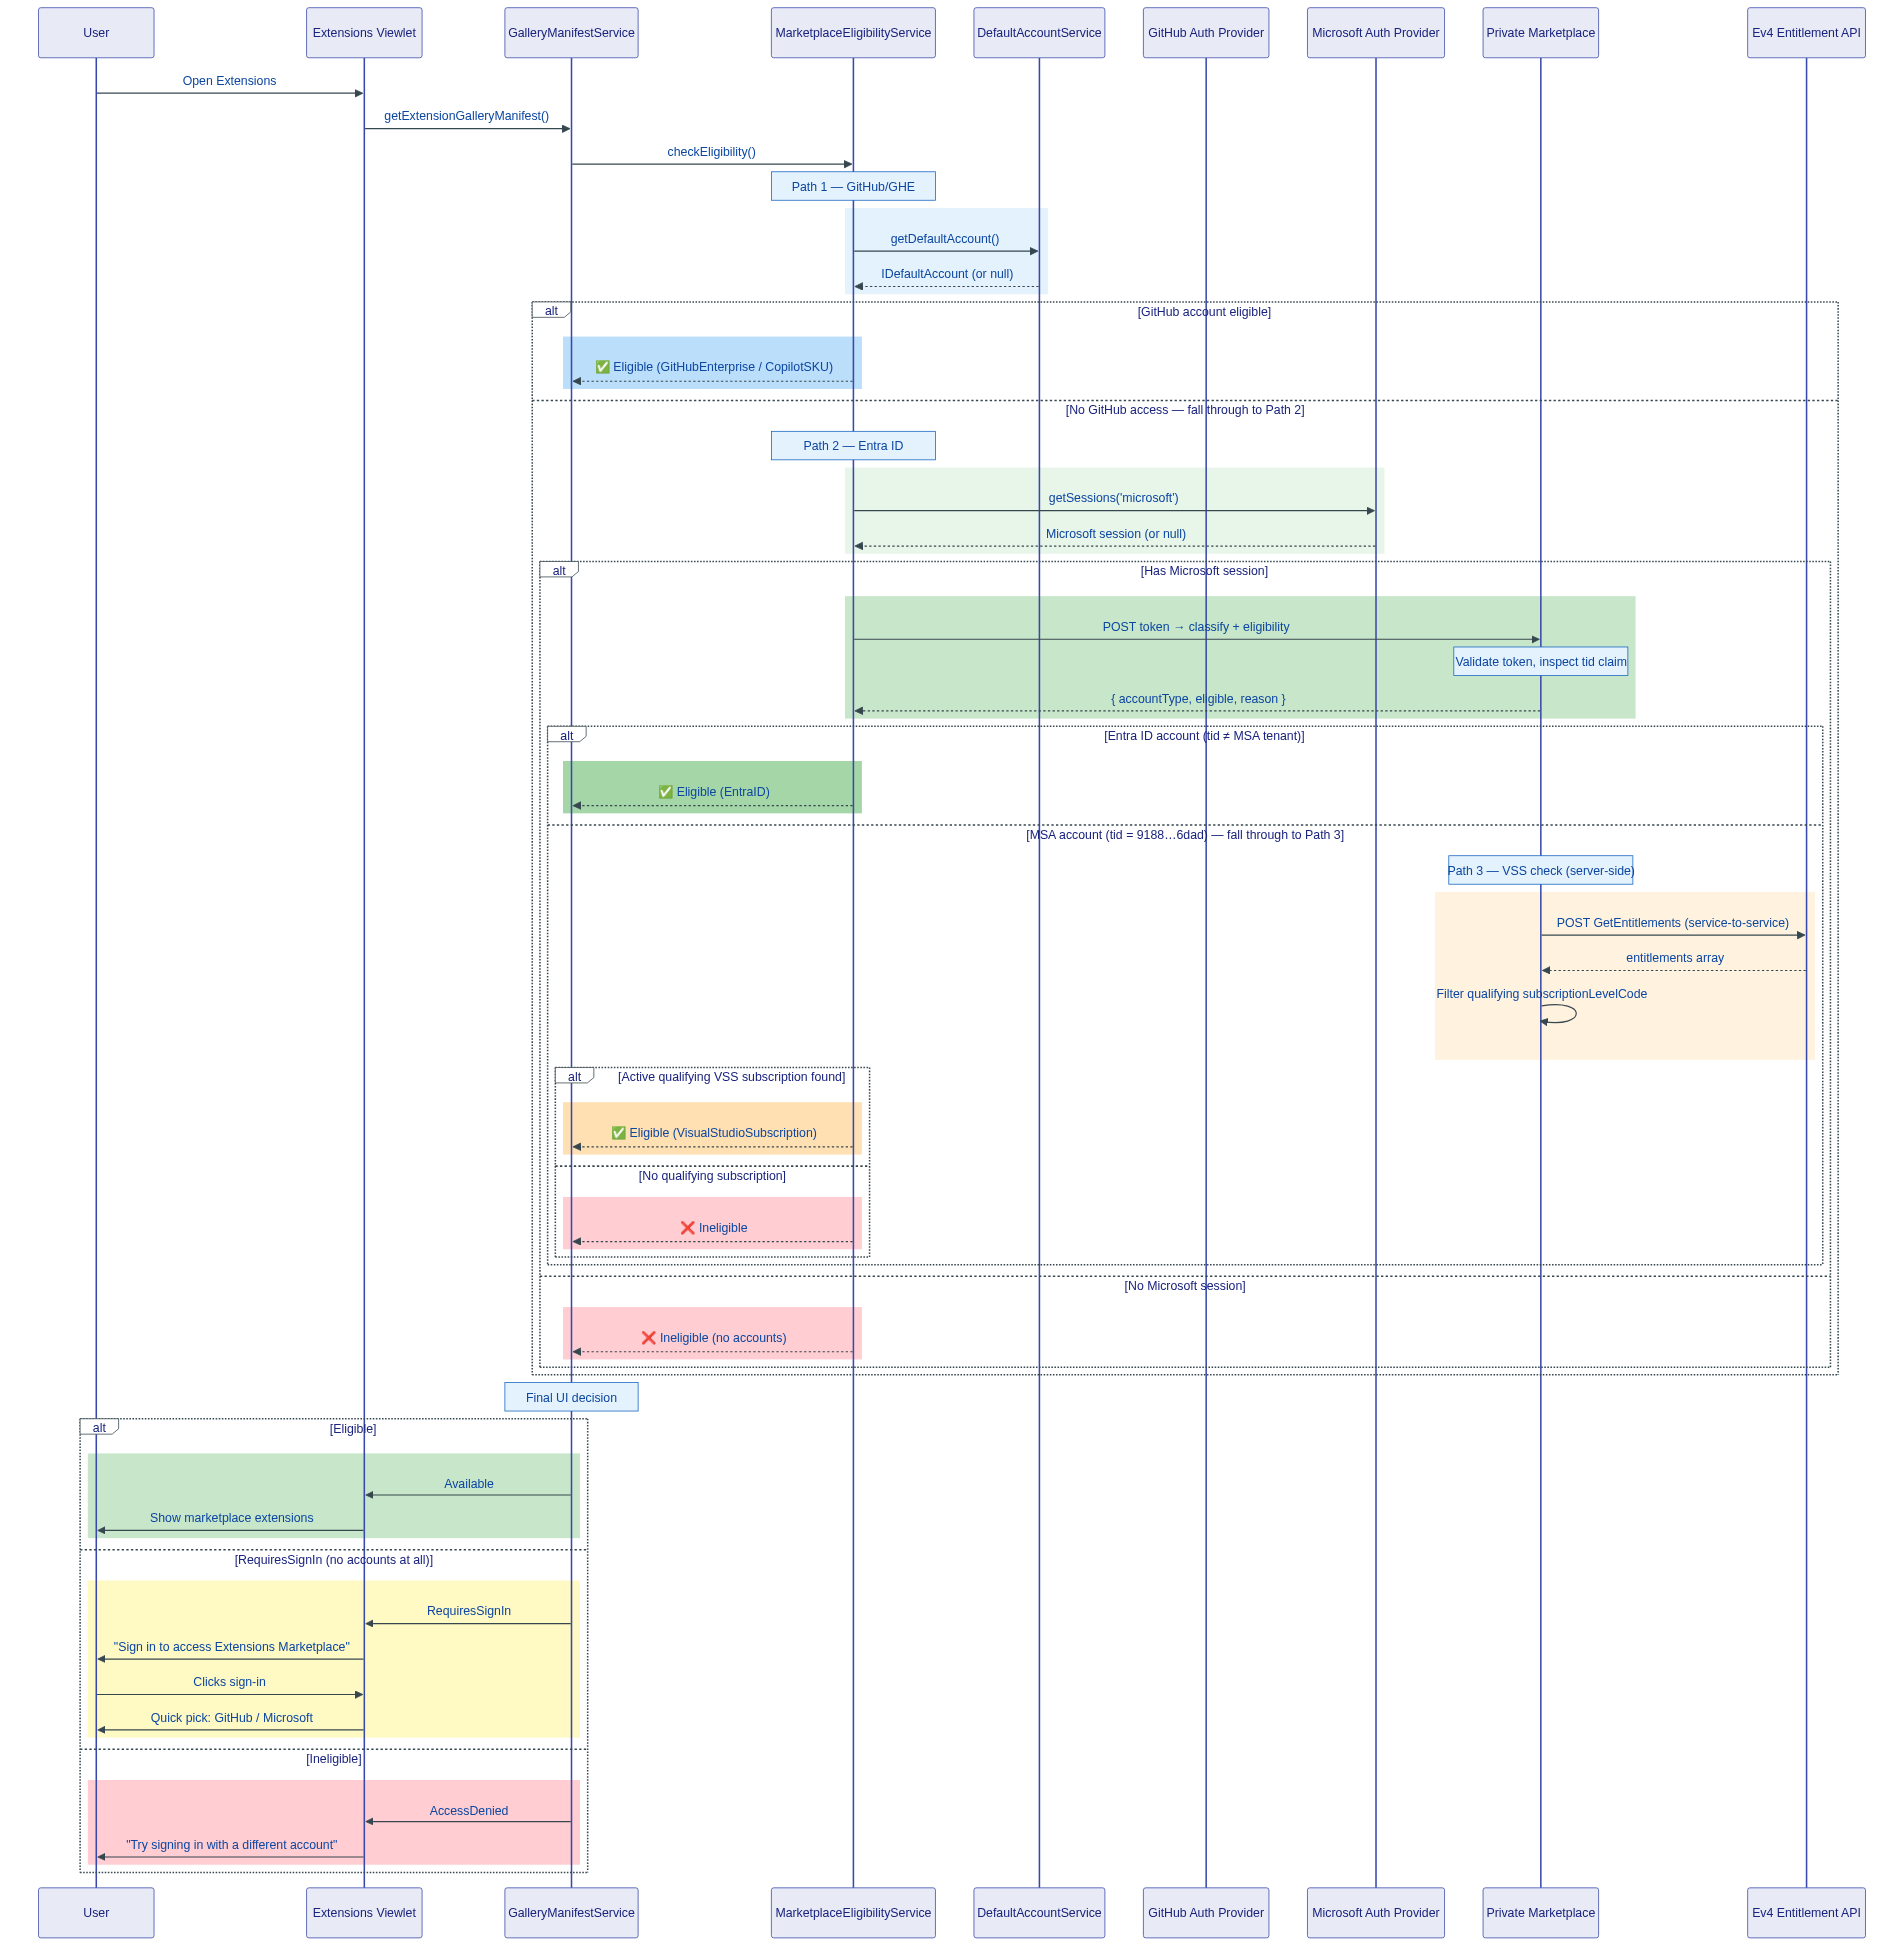 User
Extensions Viewlet
GalleryManifestService
MarketplaceEligibilityService
DefaultAccountService
GitHub Auth Provider
Microsoft Auth Provider
Private Marketplace
Ev4 Entitlement API
Open Extensions
getExtensionGalleryManifest()
checkEligibility()
Path 1 — GitHub/GHE
getDefaultAccount()
IDefaultAccount (or null)
alt
[GitHub account eligible]
✅ Eligible (GitHubEnterprise / CopilotSKU)
[No GitHub access — fall through to Path 2]
Path 2 — Entra ID
getSessions('microsoft')
Microsoft session (or null)
alt
[Has Microsoft session]
POST token → classify + eligibility
Validate token, inspect tid claim
{ accountType, eligible, reason }
alt
[Entra ID account (tid ≠ MSA tenant)]
✅ Eligible (EntraID)
[MSA account (tid = 9188…6dad) — fall through to Path 3]
Path 3 — VSS check (server-side)
POST GetEntitlements (service-to-service)
entitlements array
Filter qualifying subscriptionLevelCode
alt
[Active qualifying VSS subscription found]
✅ Eligible (VisualStudioSubscription)
[No qualifying subscription]
❌ Ineligible
[No Microsoft session]
❌ Ineligible (no accounts)
Final UI decision
alt
[Eligible]
Available
Show marketplace extensions
[RequiresSignIn (no accounts at all)]
RequiresSignIn
"Sign in to access Extensions Marketplace"
Clicks sign-in
Quick pick: GitHub / Microsoft
[Ineligible]
AccessDenied
"Try signing in with a different account"
User
Extensions Viewlet
GalleryManifestService
MarketplaceEligibilityService
DefaultAccountService
GitHub Auth Provider
Microsoft Auth Provider
Private Marketplace
Ev4 Entitlement API